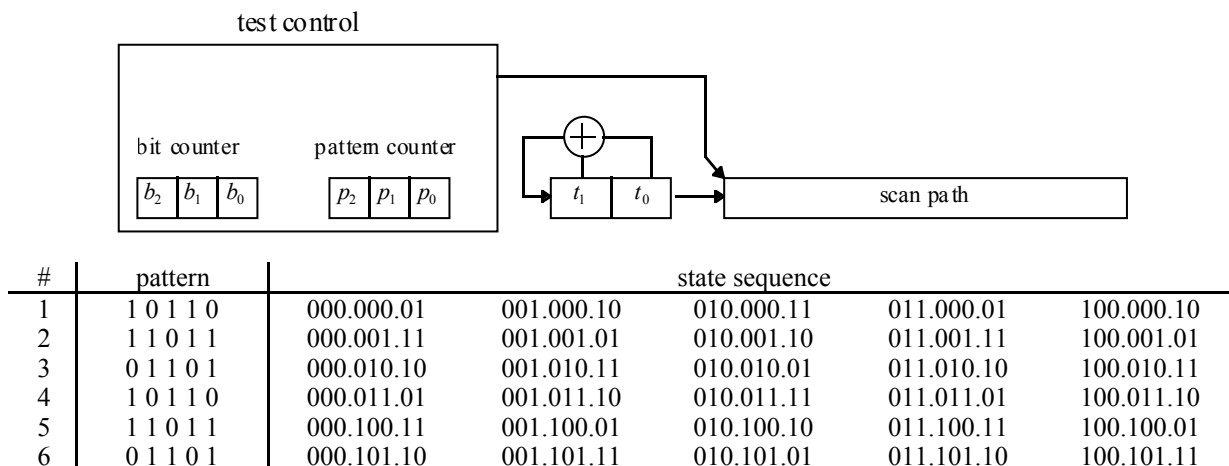 test control
bit counter pattern counter
b2 b1 b0 p2 p1 p0 t1 t0 scan path
# pattern state sequence
1 1 0 1 1 0 000.000.01 001.000.10 010.000.11 011.000.01 100.000.10
2 1 1 0 1 1 000.001.11 001.001.01 010.001.10 011.001.11 100.001.01
3 0 1 1 0 1 000.010.10 001.010.11 010.010.01 011.010.10 100.010.11
4 1 0 1 1 0 000.011.01 001.011.10 010.011.11 011.011.01 100.011.10
5 1 1 0 1 1 000.100.11 001.100.01 010.100.10 011.100.11 100.100.01
6 0 1 1 0 1 000.101.10 001.101.11 010.101.01 011.101.10 100.101.11